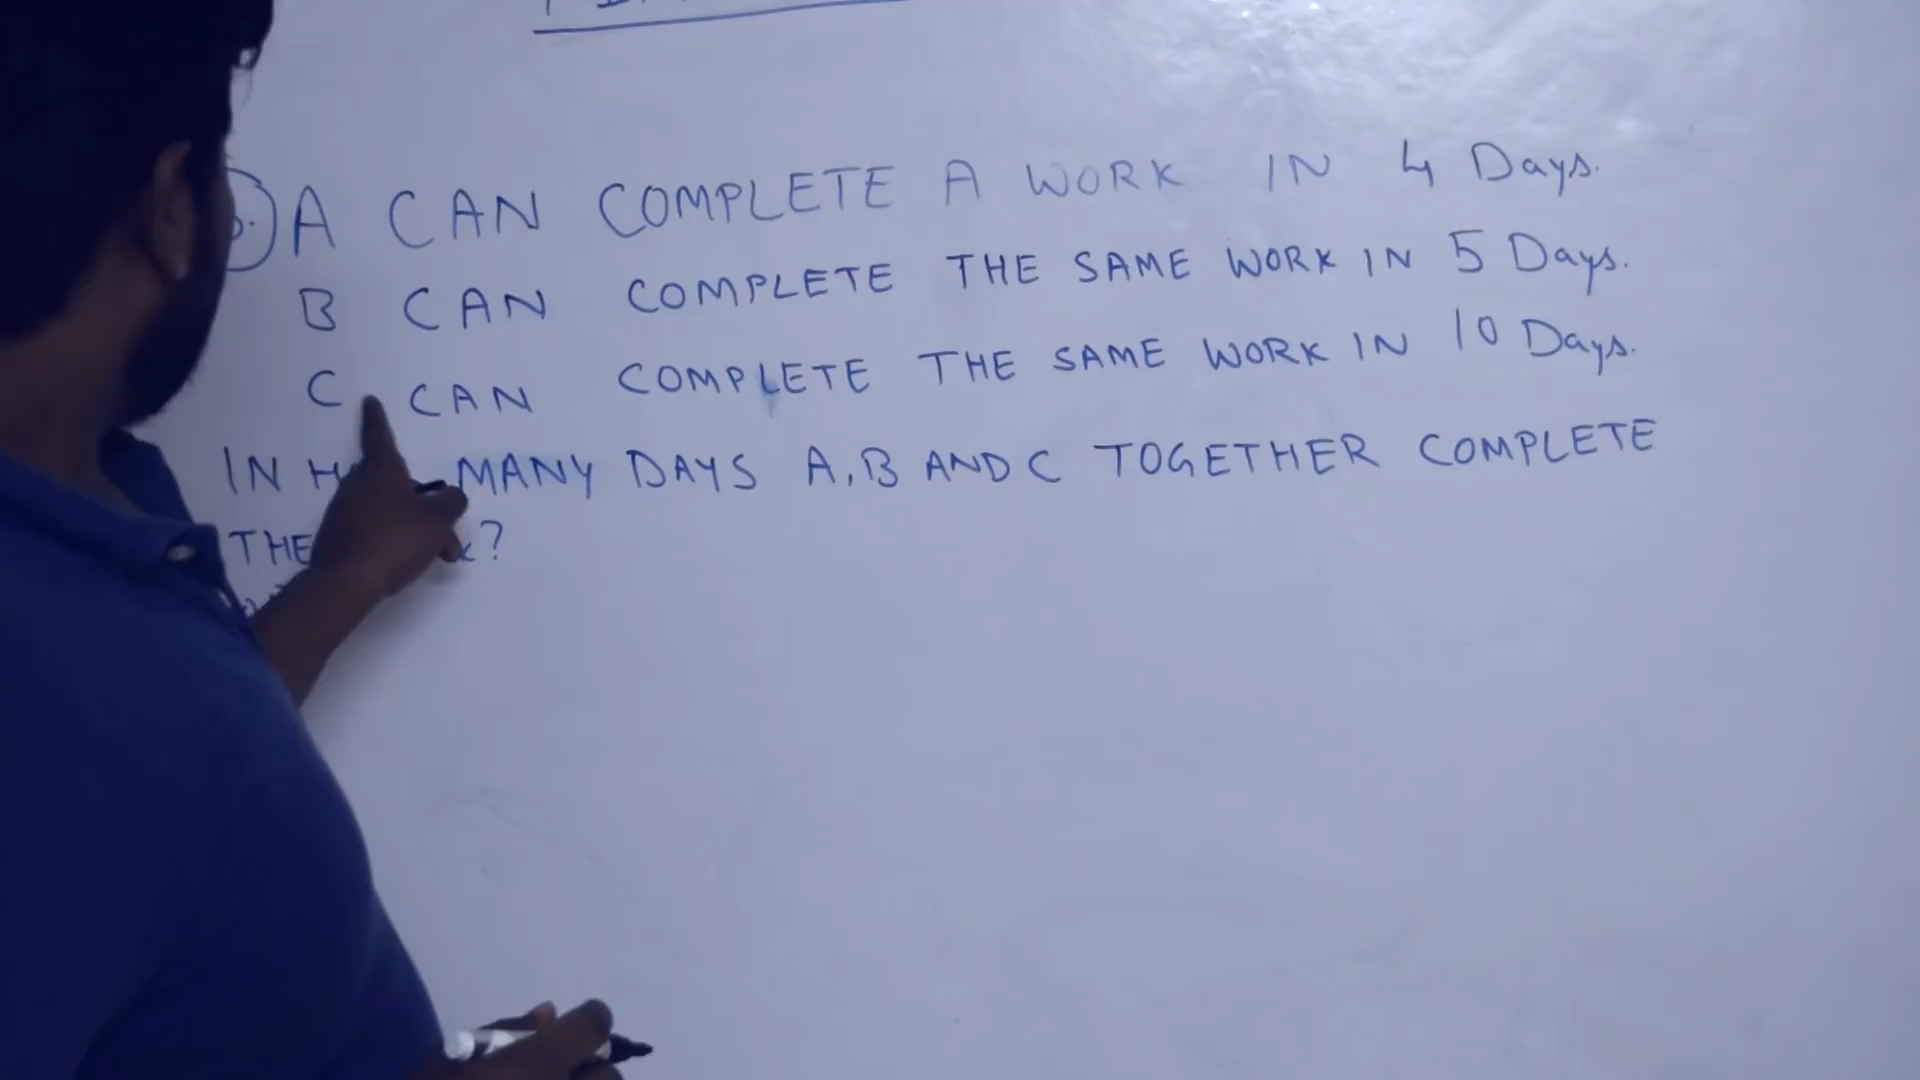 A CAN COMPLETE A WORK IN 4 Days.
B CAN COMPLETE THE SAME WORK IN 5 Days.
C CAN COMPLETE THE SAME WORK IN 10 Days.
IN MANY DAYS A, B AND C TOGETHER COMPLETE
THE ?